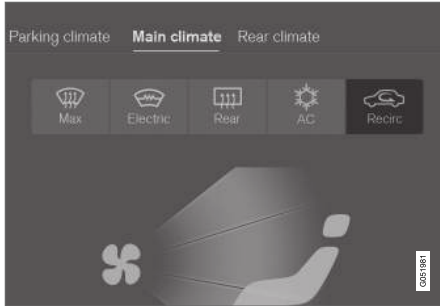 Parking climate Main climate Rear climate
Max Electric Rear AC Recirc
G051981